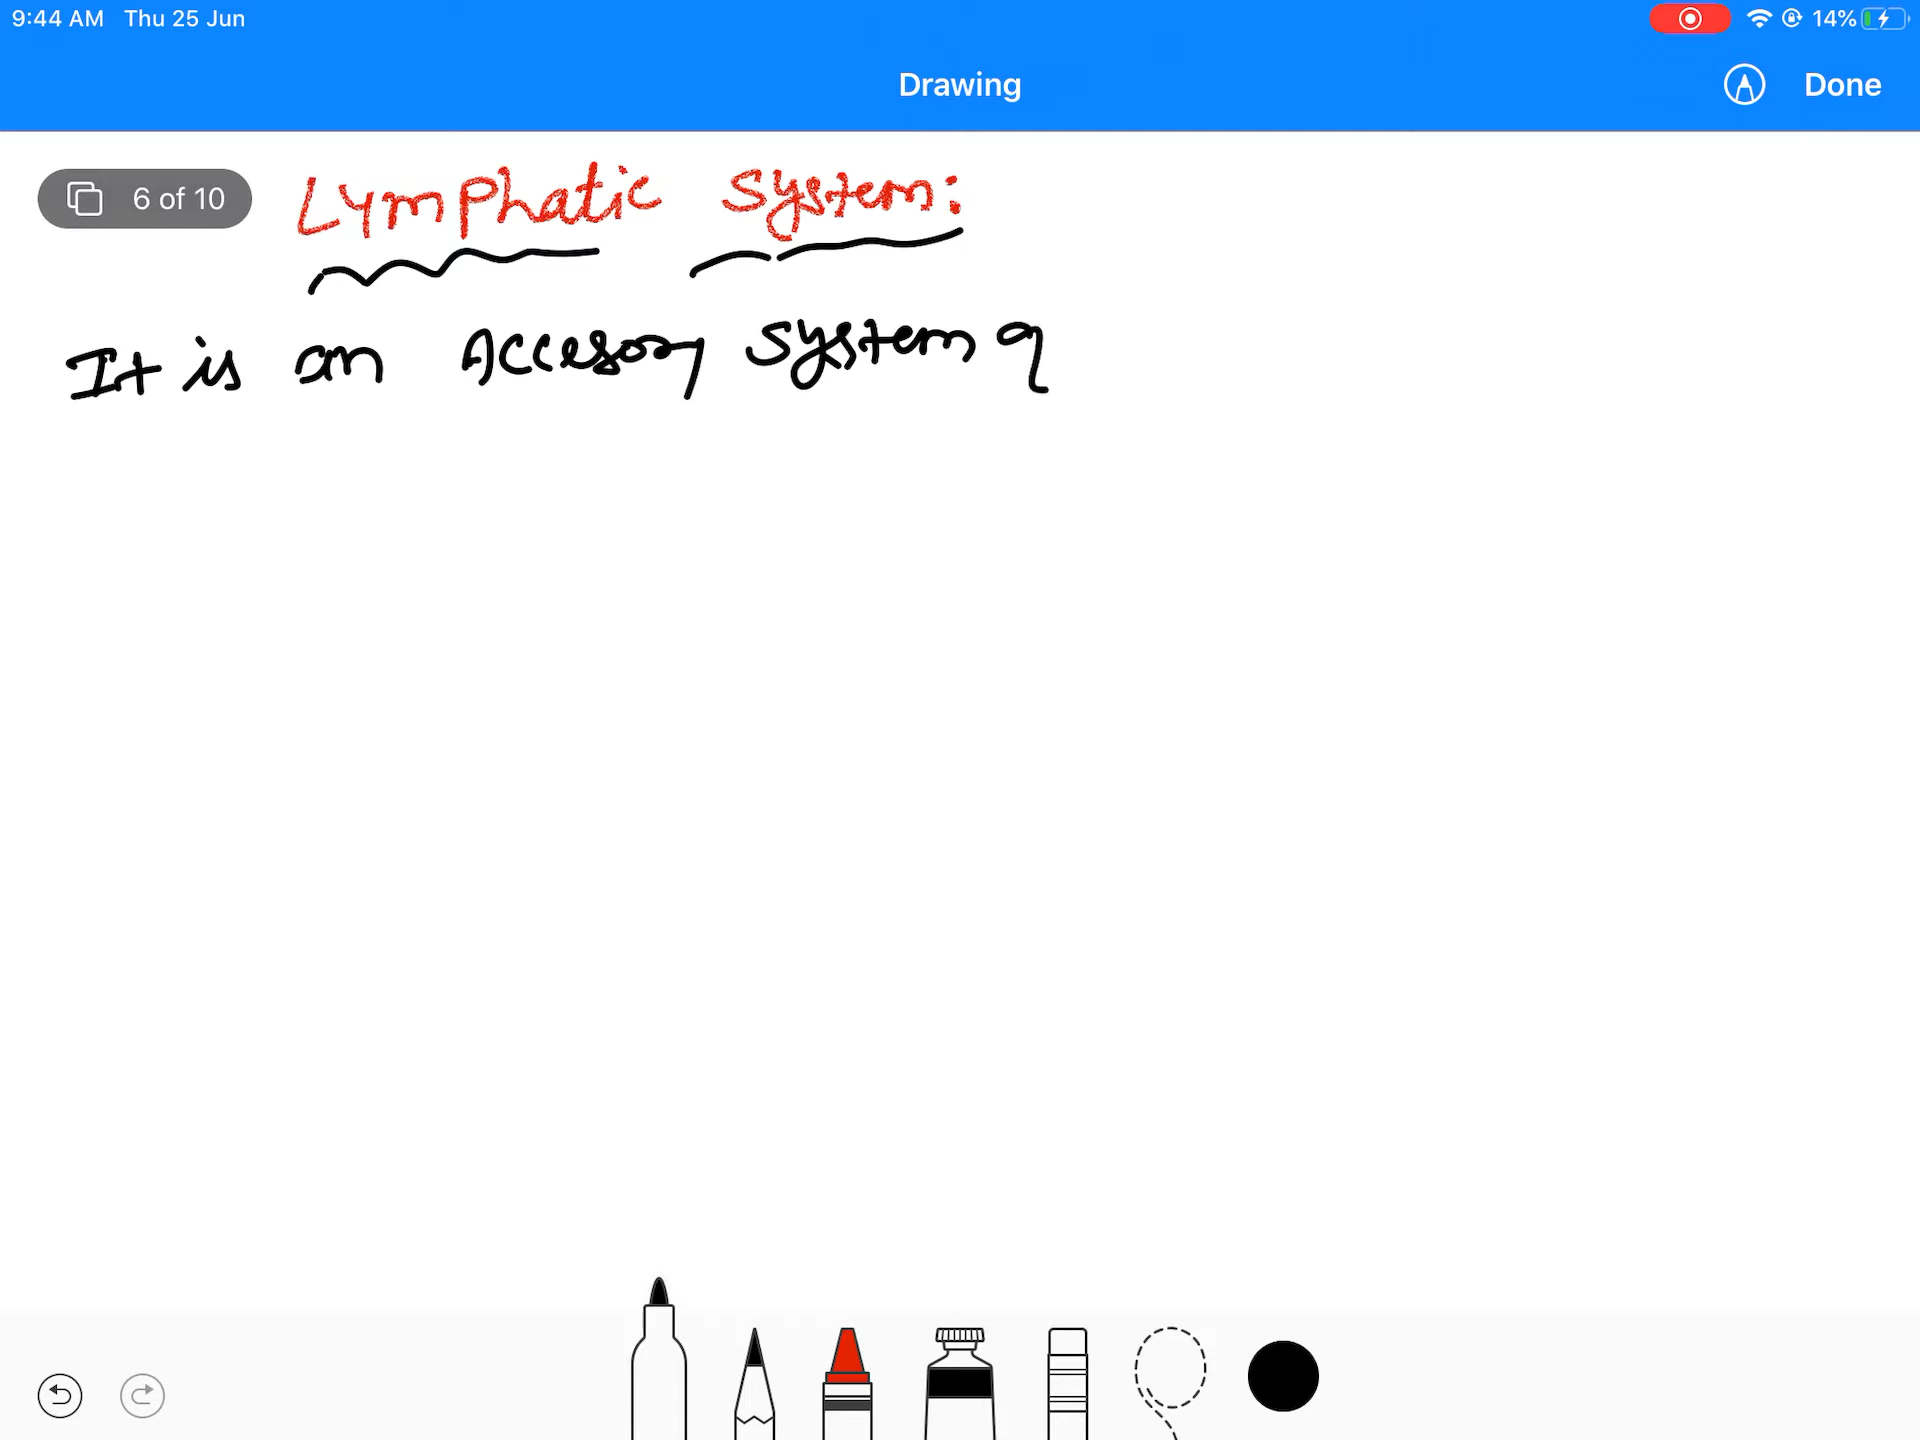 9:44 AM Thu 25 Jun 14%
Drawing Done
6 of 10 Lymphatic System:
It is an Accesory System